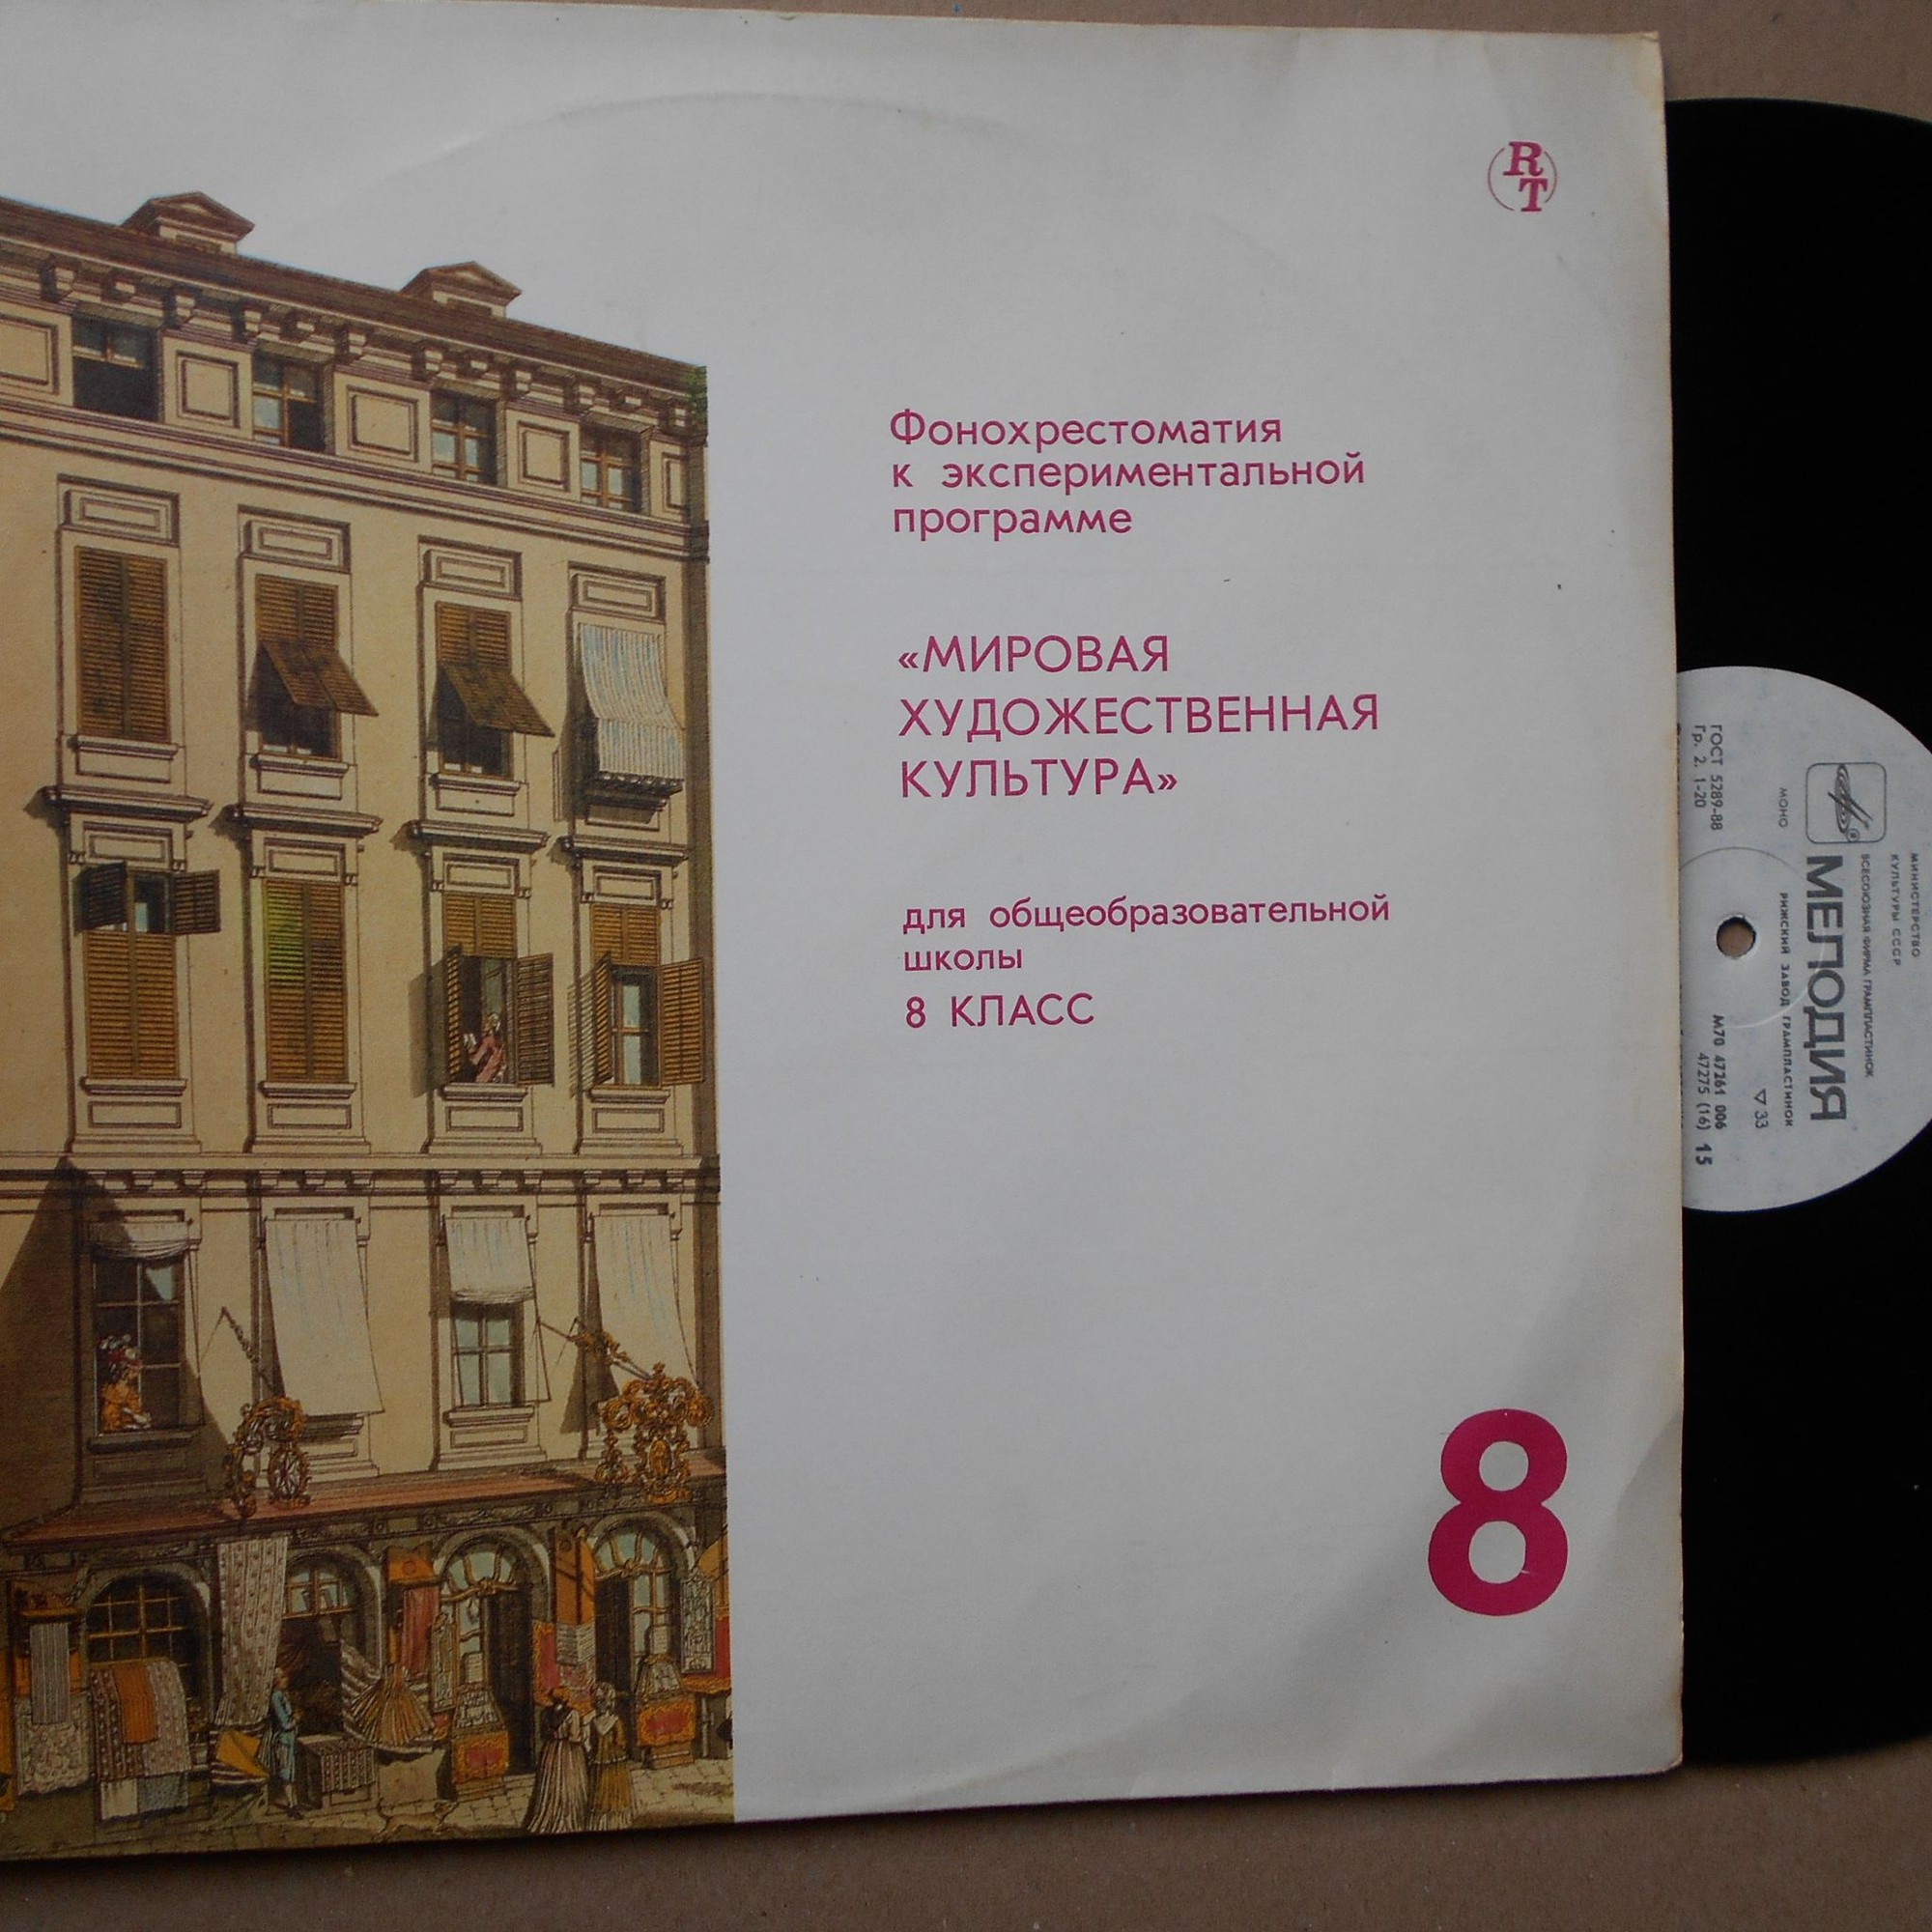 R
T
Фонохрестоматия
к экспериментальной
программе
«МИРОВАЯ
ХУДОЖЕСТВЕННАЯ
КУЛЬТУРА»
для общеобразовательной
школы
8 КЛАСС
8
МИНИСТЕРСТВО
КУЛЬТУРЫ СССР
ВСЕСОЮЗНАЯ ФИРМА ГРАМПЛАСТИНОК
МЕЛОДИЯ
РИЖСКИЙ ЗАВОД ГРАМПЛАСТИНОК
МОНО
▽ 33
ГОСТ 5289-88
Гр. 2. 1-20
М70 47261 006
47275 (16) 15